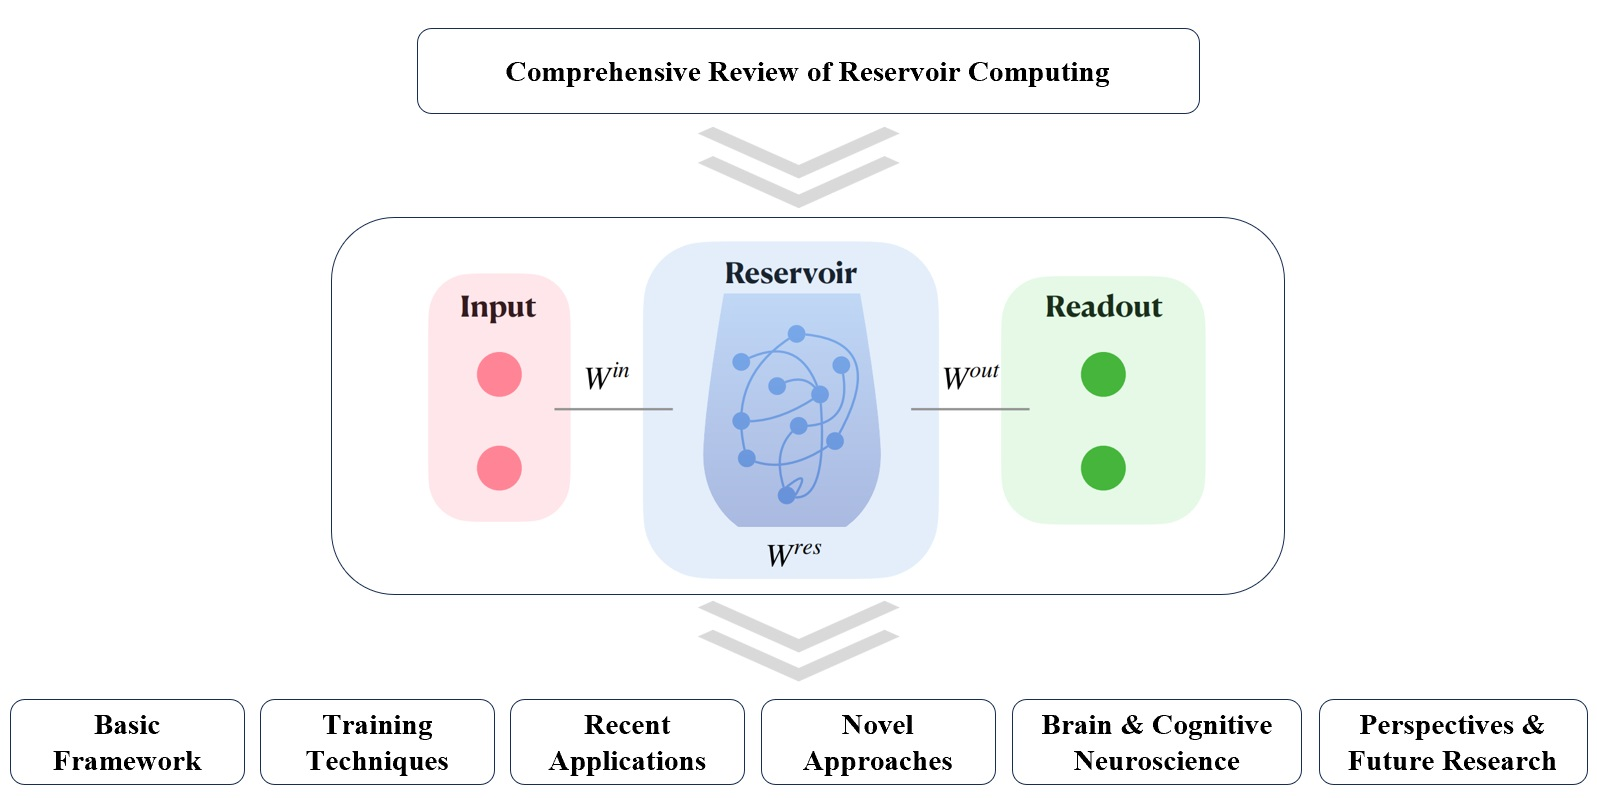 Comprehensive Review of Reservoir Computing
Input
Reservoir
Readout
W^in
W^out
W^res
Basic
Framework
Training
Techniques
Recent
Applications
Novel
Approaches
Brain & Cognitive
Neuroscience
Perspectives &
Future Research